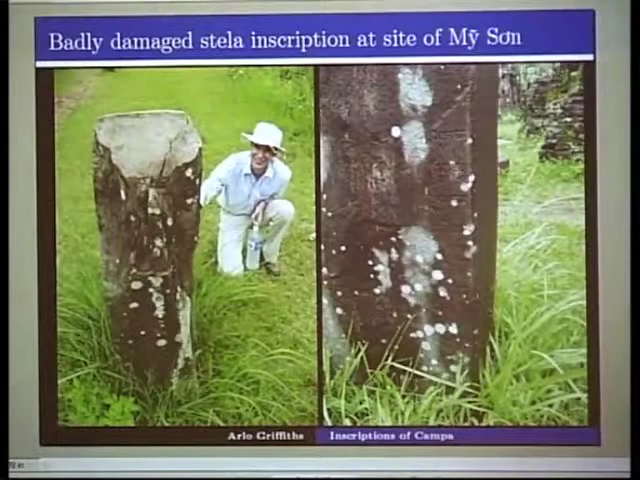 Badly damaged stela inscription at site of Mỹ Sơn
Arlo Griffiths
Inscriptions of Campa